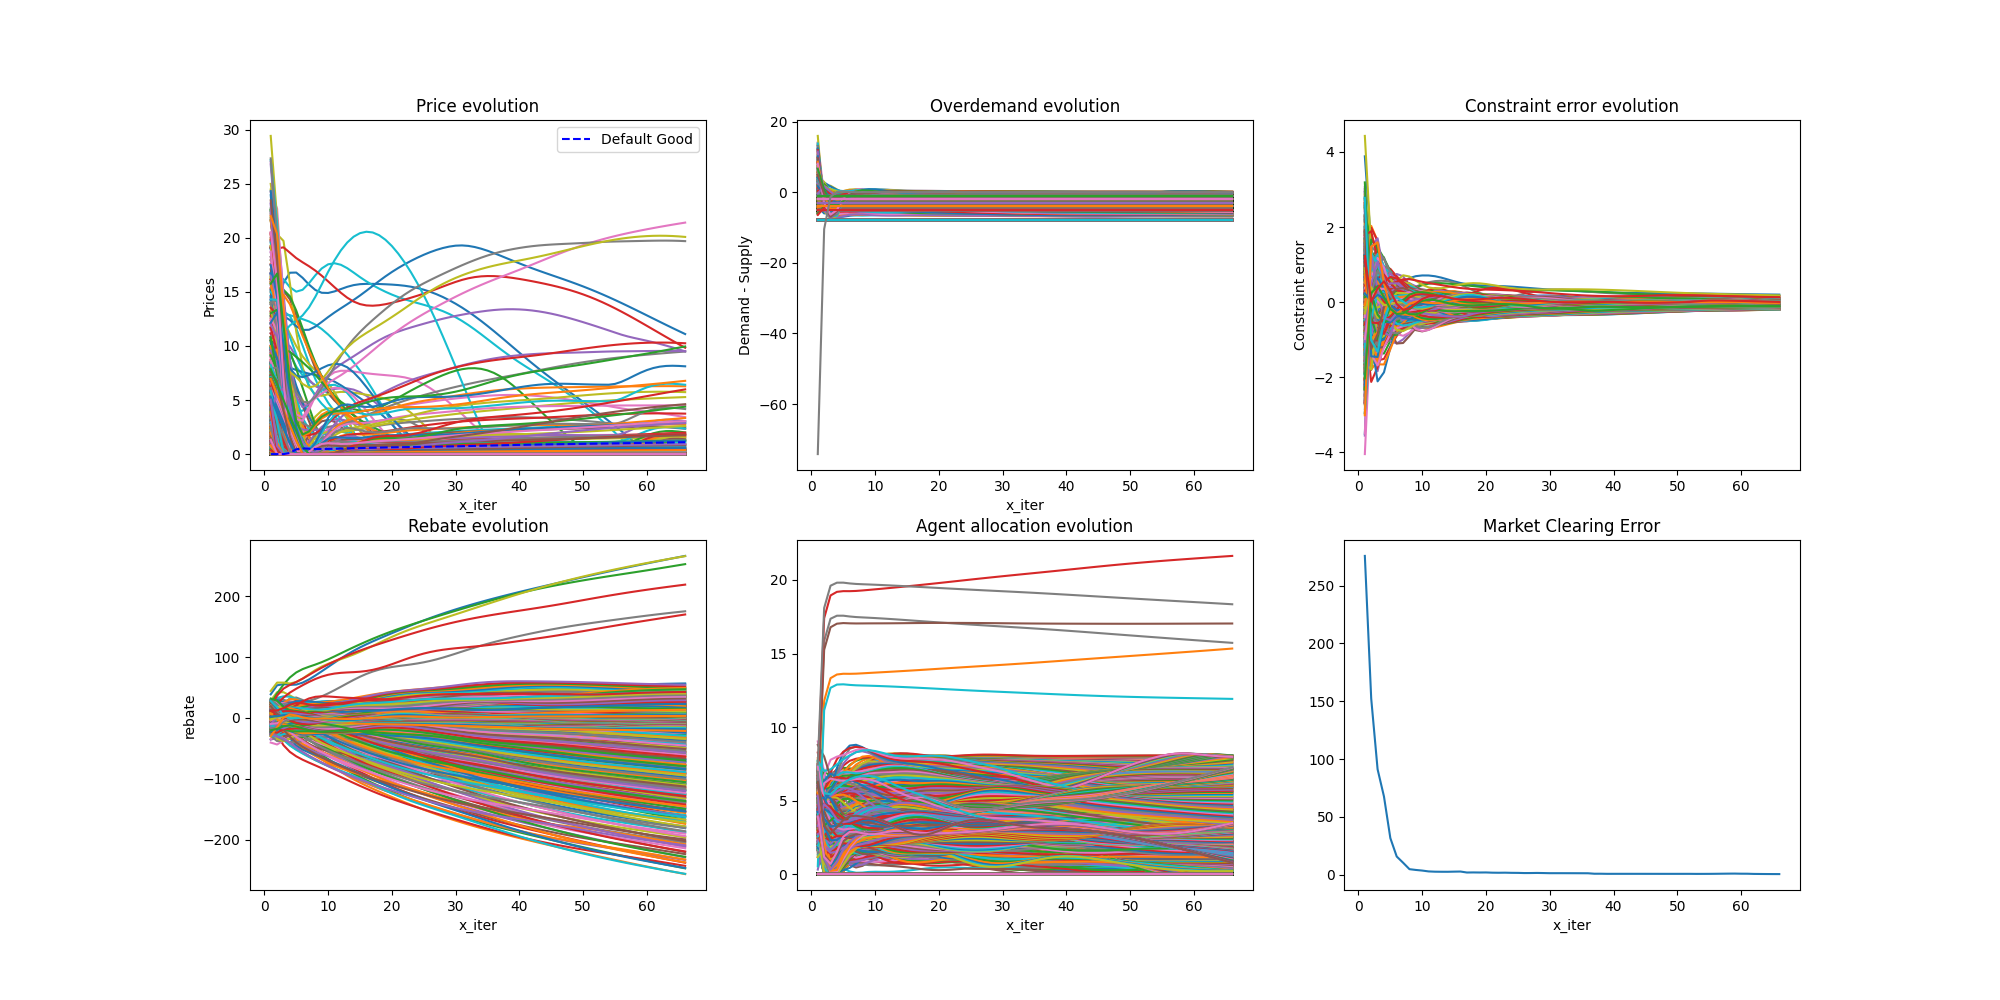 Price evolution
Overdemand evolution
Constraint error evolution
30
25
20
15
10
5
0
Prices
Default Good
0 10 20 30 40 50 60
x_iter
20
0
−20
−40
−60
Demand - Supply
0 10 20 30 40 50 60
x_iter
4
2
0
−2
−4
Constraint error
0 10 20 30 40 50 60
Rebate evolution
Agent allocation evolution
Market Clearing Error
200
100
0
−100
−200
rebate
0 10 20 30 40 50 60
x_iter
20
15
10
5
0
0 10 20 30 40 50 60
x_iter
250
200
150
100
50
0
0 10 20 30 40 50 60
x_iter